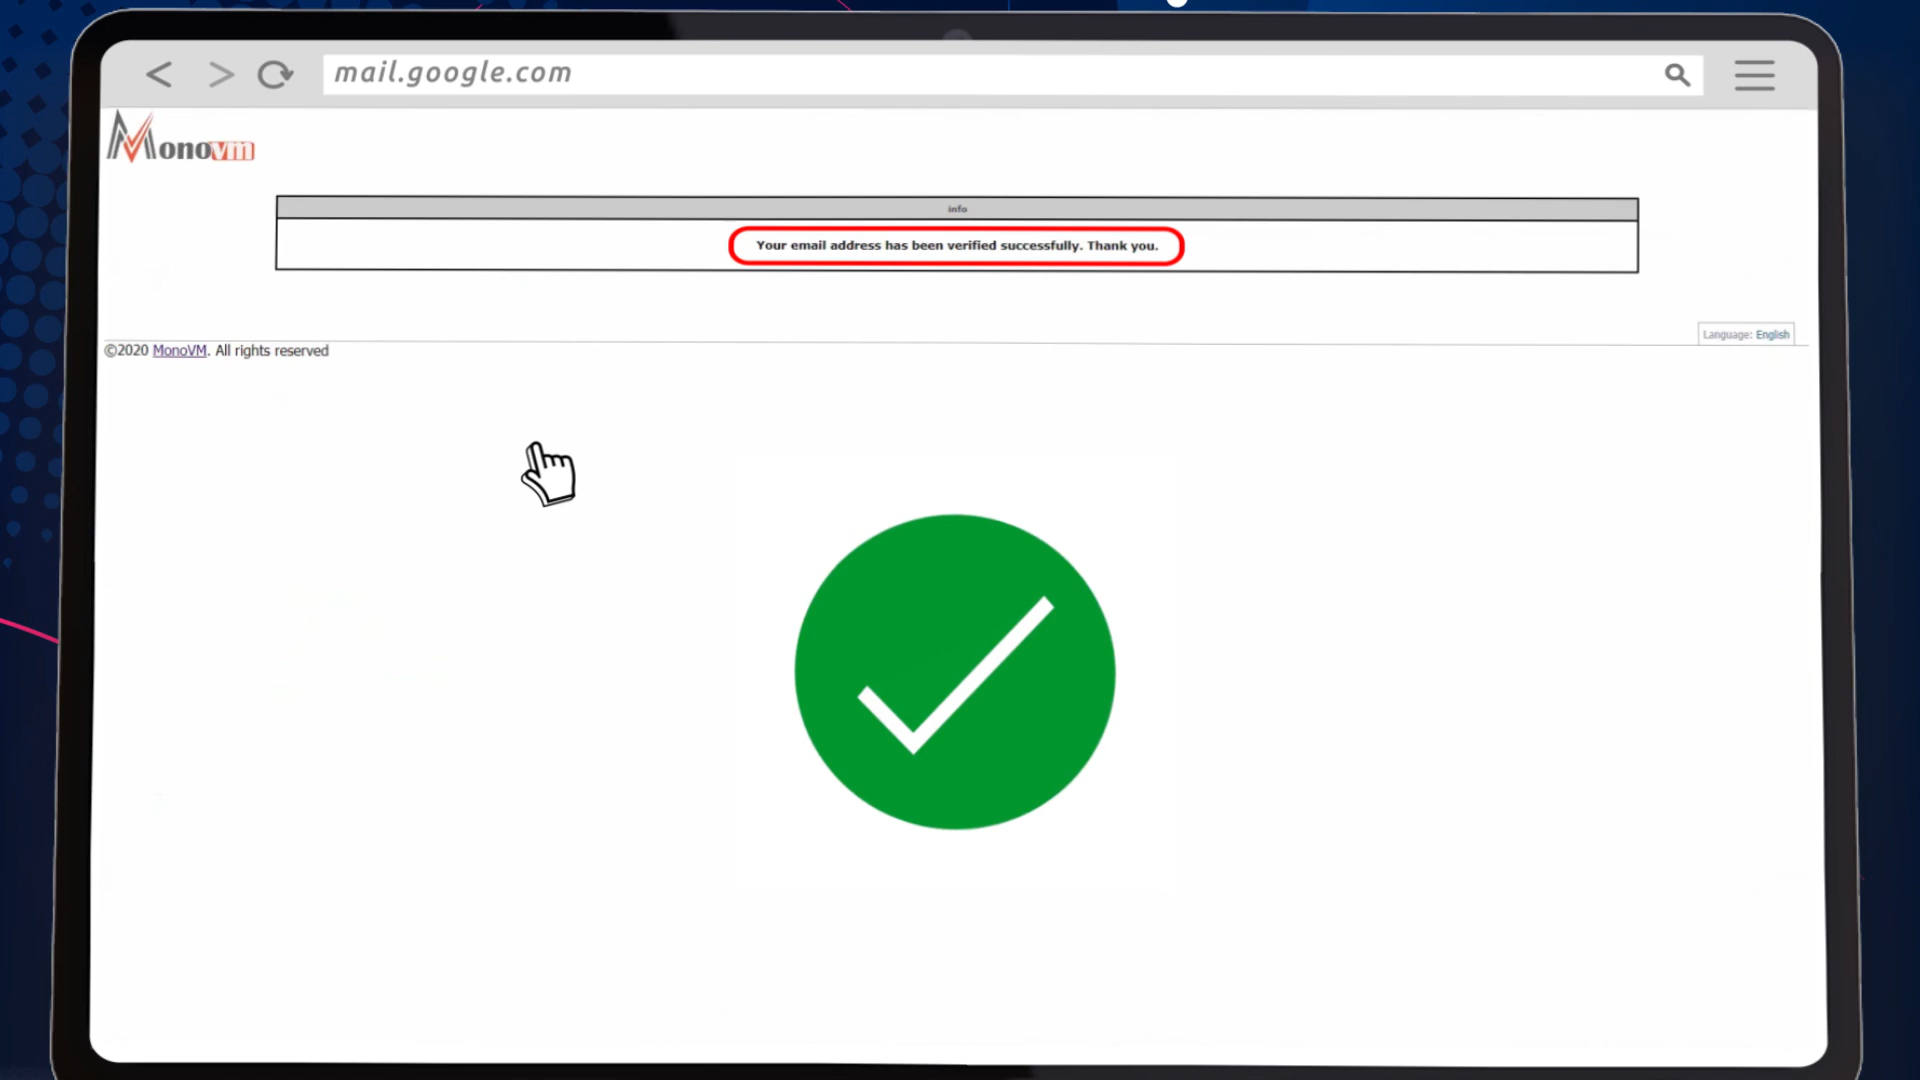 mail.google.com
Monovm
info
Your email address has been verified successfully. Thank you.
Language: English
©2020 MonoVM. All rights reserved